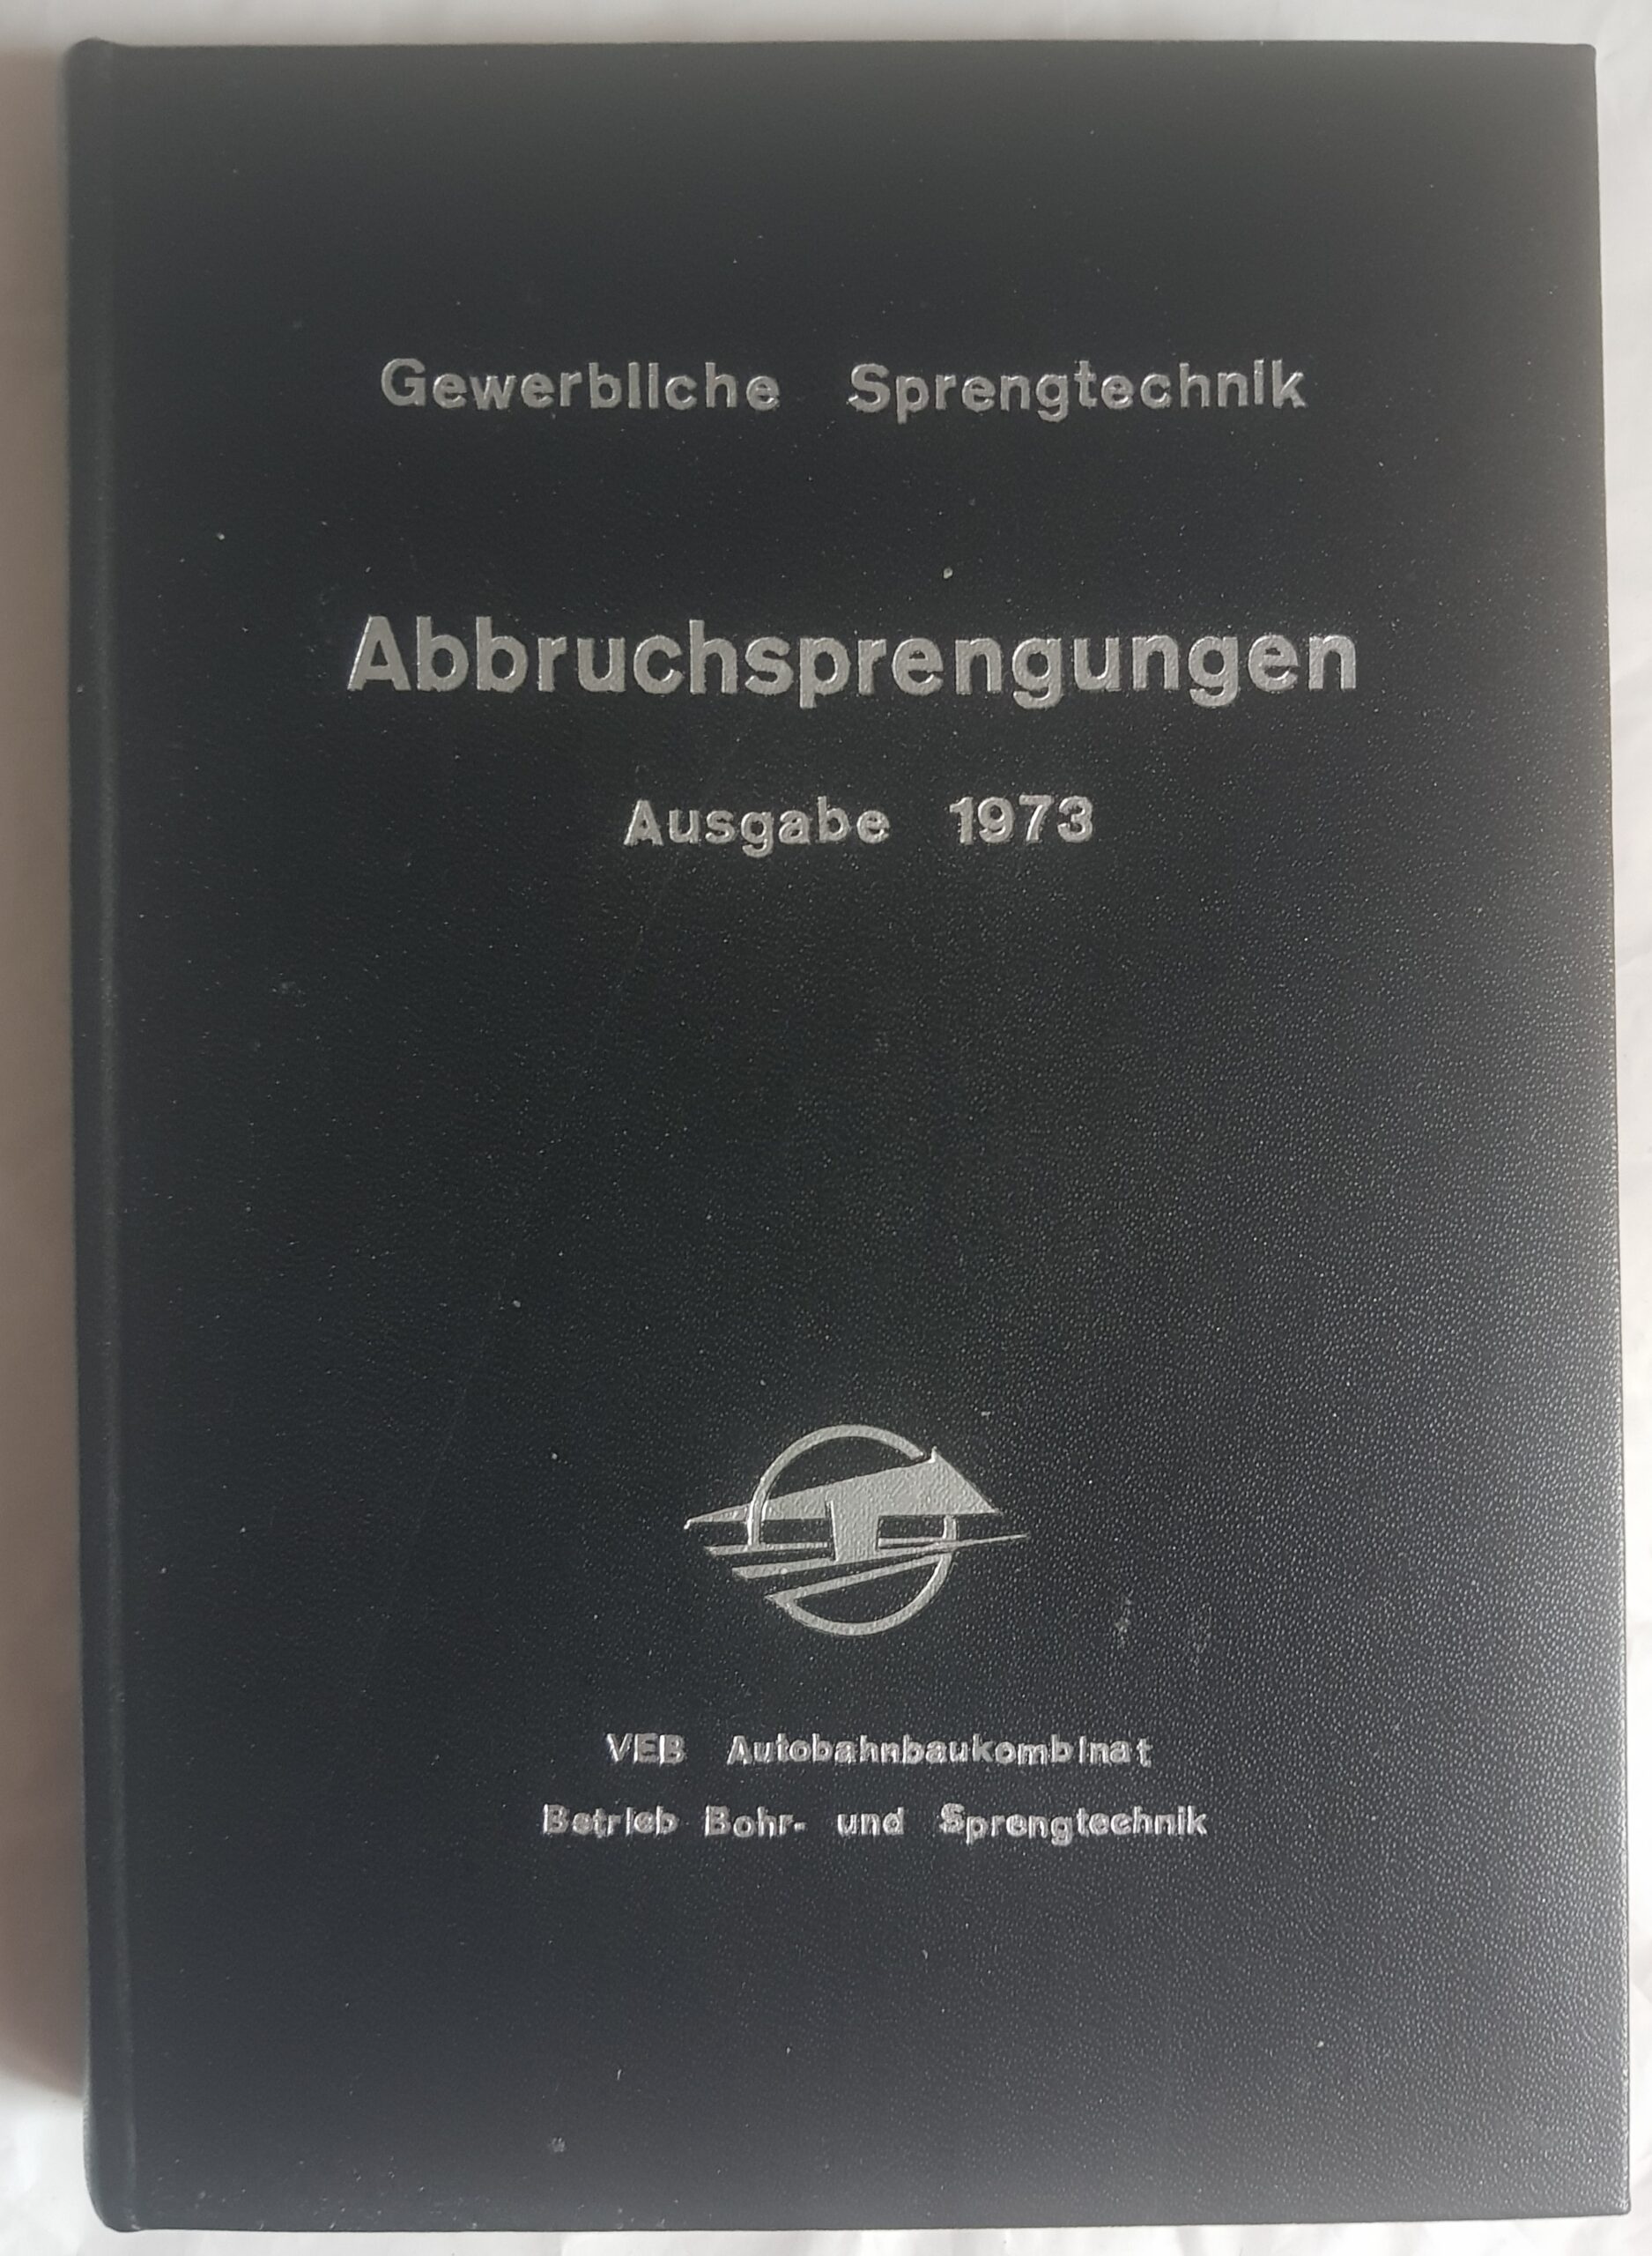 Gewerbliche Sprengtechnik
Abbruchsprengungen
Ausgabe 1973
VEB Autobahnbaukombinat
Betrieb Bohr- und Sprengtechnik